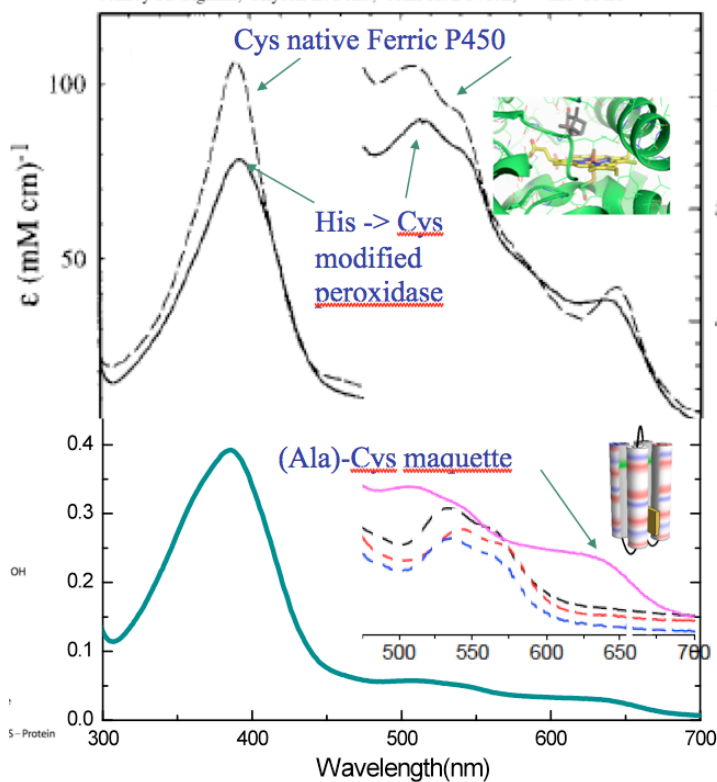 Cys native Ferric P450
100
50
ε (mM cm)-1
His -> Cys
modified
peroxidase
(Ala)-Cys maquette
0.4
0.3
0.2
0.1
0.0
OH
S-Protein
500
550
600
650
700
300
400
500
600
700
Wavelength(nm)